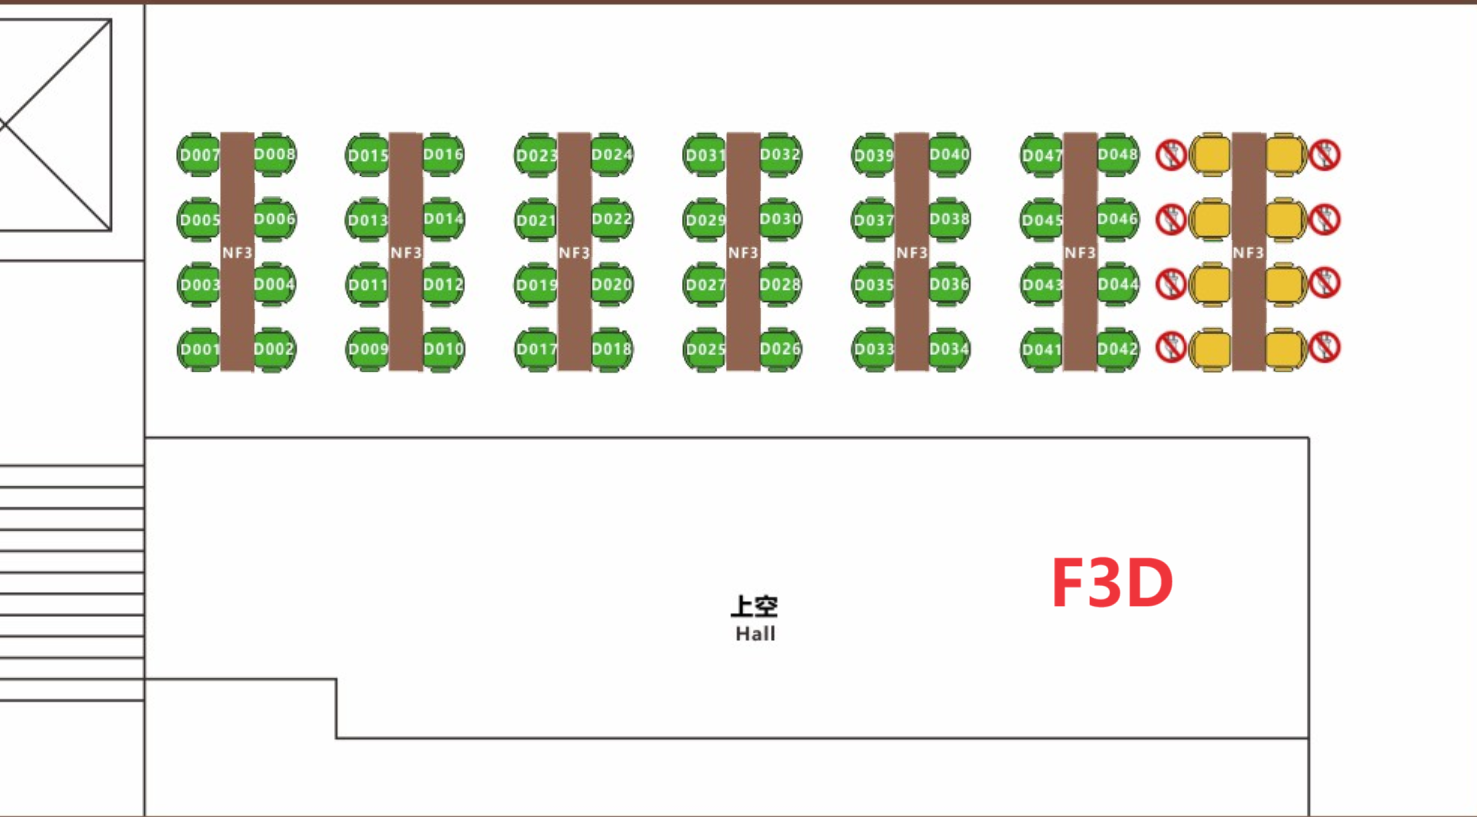 D007 D008 D015 D016 D023 D024 D031 D032 D039 D040 D047 D048
D005 D006 D013 D014 D021 D022 D029 D030 D037 D038 D045 D046
NF3 NF3 NF3 NF3 NF3 NF3 NF3
D003 D004 D011 D012 D019 D020 D027 D028 D035 D036 D043 D044
D001 D002 D009 D010 D017 D018 D025 D026 D033 D034 D041 D042
F3D
上空
Hall